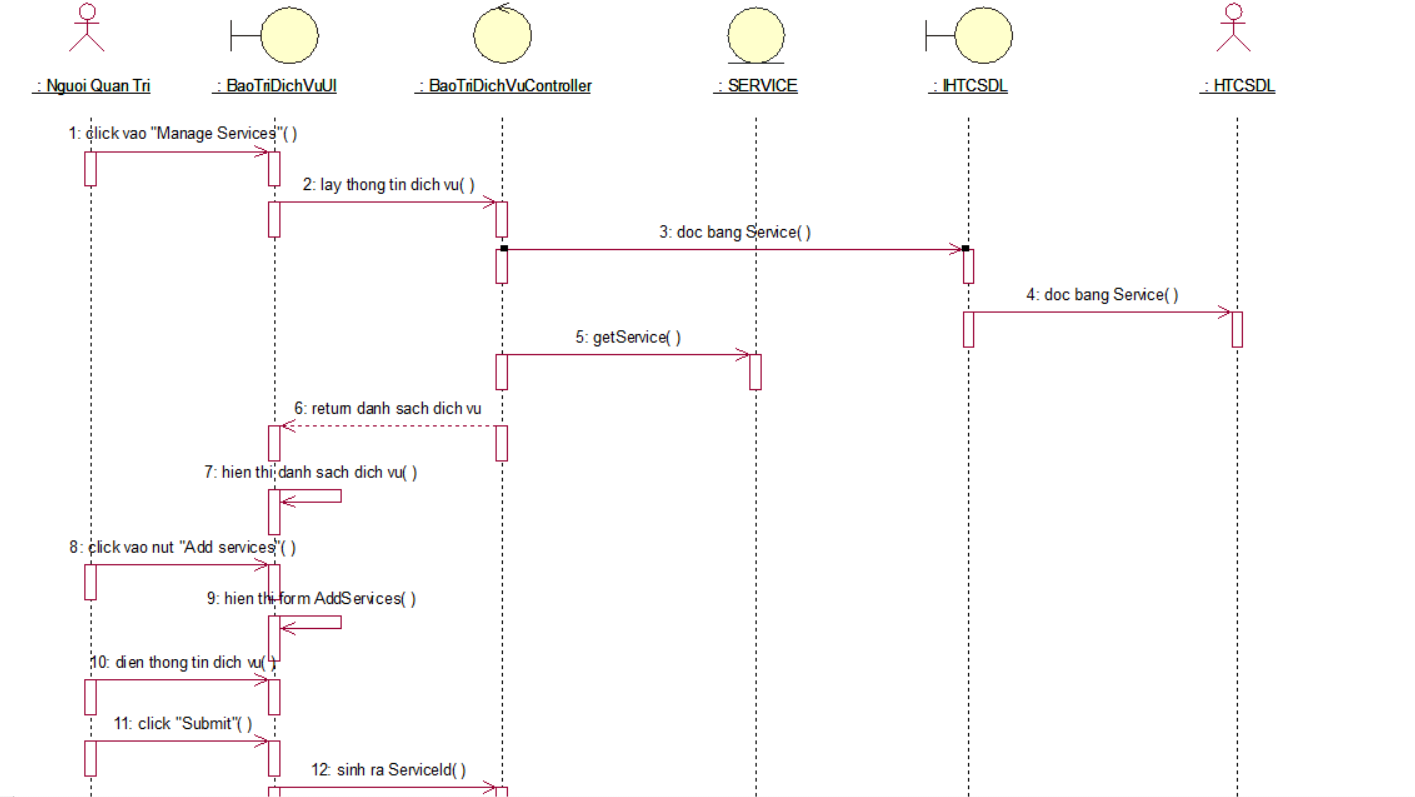 : Nguoi Quan Tri
: BaoTriDichVuUI
: BaoTriDichVuController
: SERVICE
: IHTCSDL
: HTCSDL
1: click vao "Manage Services"( )
2: lay thong tin dich vu( )
3: doc bang Service( )
4: doc bang Service( )
5: getService( )
6: return danh sach dich vu
7: hien thi danh sach dich vu( )
8: click vao nut "Add services"( )
9: hien thi form AddServices( )
10: dien thong tin dich vu( )
11: click "Submit"( )
12: sinh ra ServiceId( )